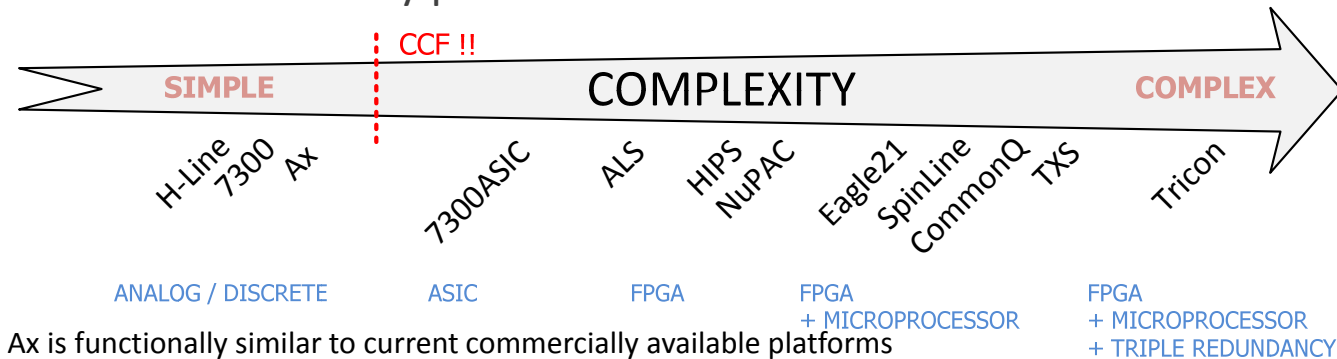 CCF !!
SIMPLE
COMPLEXITY
COMPLEX
H-Line
7300
Ax
7300ASIC
ALS
HIPS
NuPAC
Eagle21
SpinLine
CommonQ
TXS
Tricon
ANALOG / DISCRETE
ASIC
FPGA
FPGA
+ MICROPROCESSOR
FPGA
+ MICROPROCESSOR
+ TRIPLE REDUNDANCY
Ax is functionally similar to current commercially available platforms